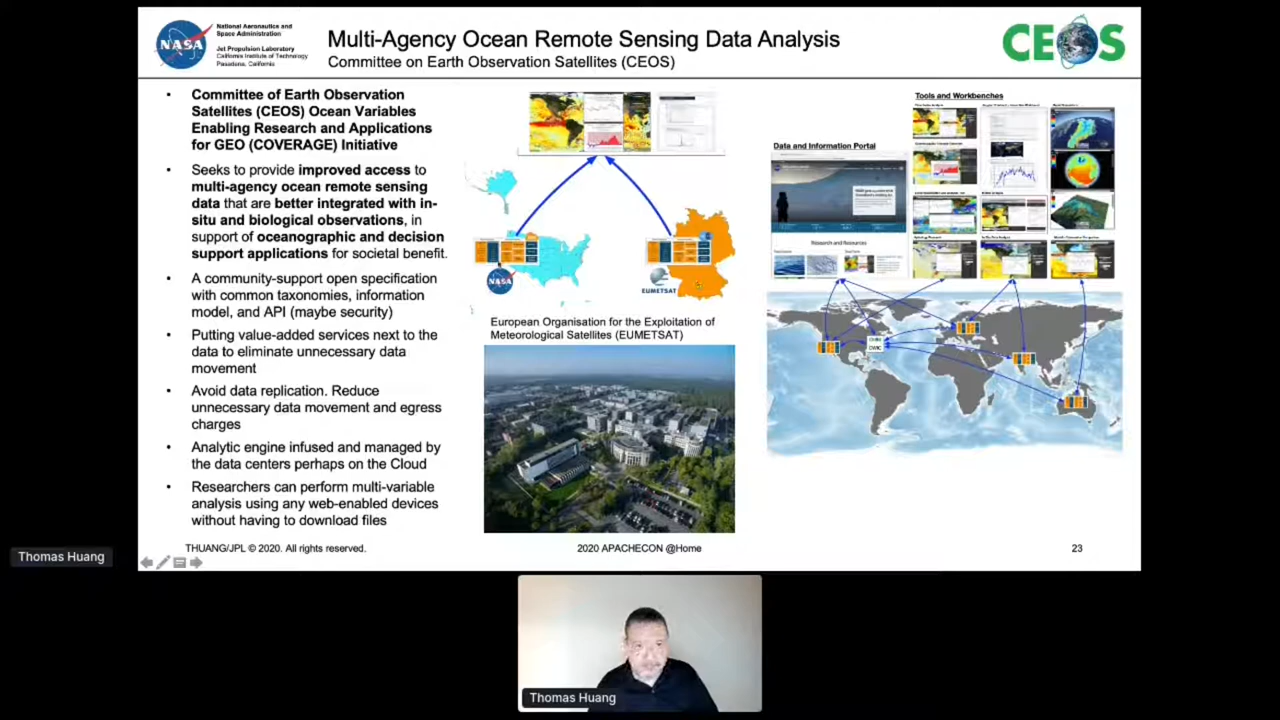 National Aeronautics and
Space Administration
Jet Propulsion Laboratory
California Institute of Technology
Pasadena, California
NASA
Multi-Agency Ocean Remote Sensing Data Analysis
Committee on Earth Observation Satellites (CEOS)
CEOS
• Committee of Earth Observation
Satellites (CEOS) Ocean Variables
Enabling Research and Applications
for GEO (COVERAGE) Initiative
• Seeks to provide improved access to
multi-agency ocean remote sensing
data that are better integrated with in-
situ and biological observations, in
support of oceanographic and decision
support applications for societal benefit.
• A community-support open specification
with common taxonomies, information
model, and API (maybe security)
• Putting value-added services next to the
data to eliminate unnecessary data
movement
• Avoid data replication. Reduce
unnecessary data movement and egress
charges
• Analytic engine infused and managed by
the data centers perhaps on the Cloud
• Researchers can perform multi-variable
analysis using any web-enabled devices
without having to download files
NASA
EUMETSAT
European Organisation for the Exploitation of
Meteorological Satellites (EUMETSAT)
Data and Information Portal
Tools and Workbenches
Research and Resources
THUANG/JPL © 2020. All rights reserved.
2020 APACHECON @Home
23
Thomas Huang
Thomas Huang